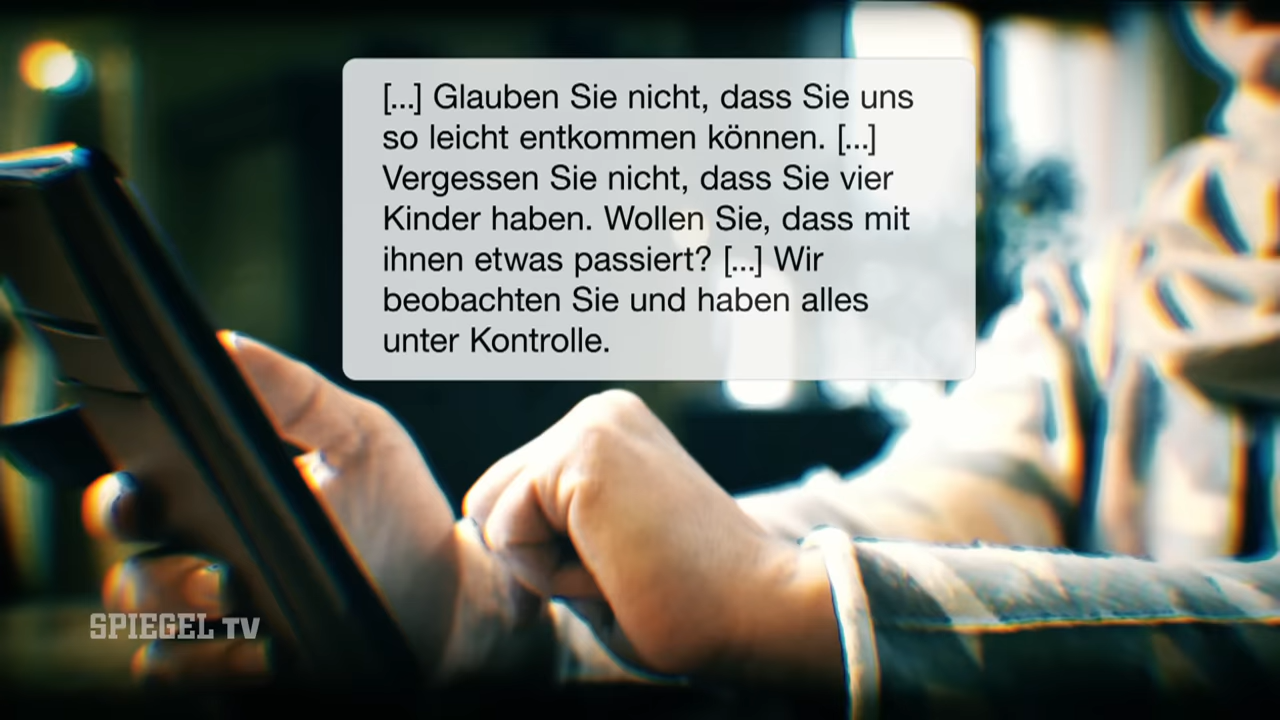 [...] Glauben Sie nicht, dass Sie uns
so leicht entkommen können. [...]
Vergessen Sie nicht, dass Sie vier
Kinder haben. Wollen Sie, dass mit
ihnen etwas passiert? [...] Wir
beobachten Sie und haben alles
unter Kontrolle.
SPIEGEL TV